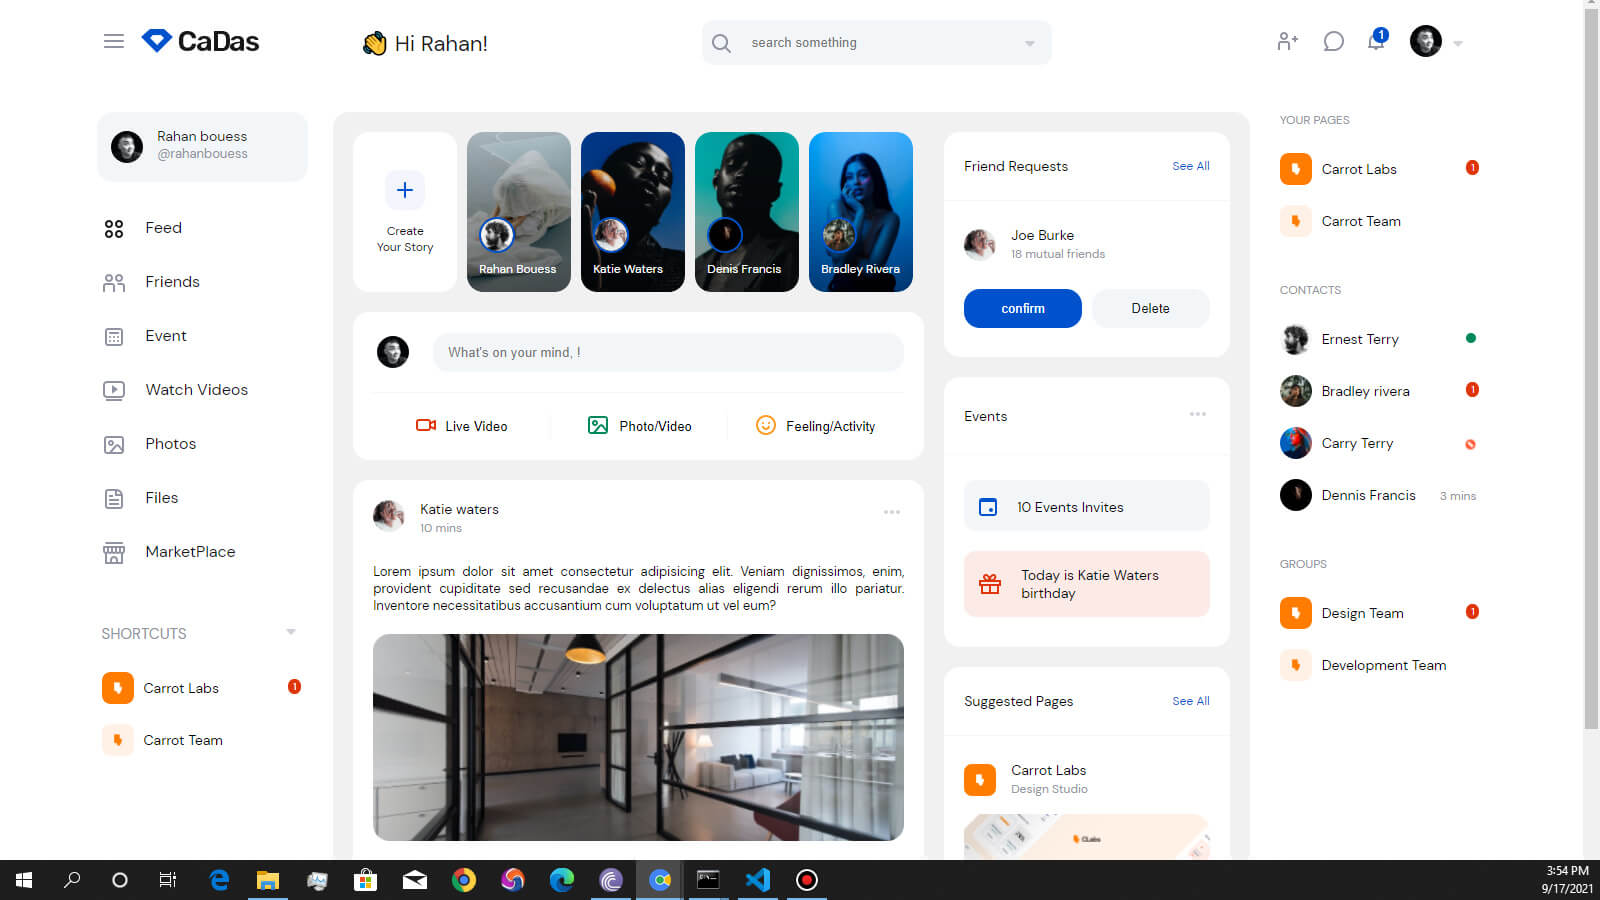 CaDas
Hi Rahan!
search something
1
Rahan bouess
@rahanbouess
Feed
Friends
Event
Watch Videos
Photos
Files
MarketPlace
SHORTCUTS
Carrot Labs
1
Carrot Team
Create
Your Story
Rahan Bouess
Katie Waters
Denis Francis
Bradley Rivera
What's on your mind, !
Live Video
Photo/Video
Feeling/Activity
Katie waters
10 mins
Lorem ipsum dolor sit amet consectetur adipisicing elit. Veniam dignissimos, enim,
provident cupiditate sed recusandae ex delectus alias eligendi rerum illo pariatur.
Inventore necessitatibus accusantium cum voluptatum ut vel eum?
Friend Requests
See All
Joe Burke
18 mutual friends
confirm
Delete
Events
10 Events Invites
Today is Katie Waters
birthday
Suggested Pages
See All
Carrot Labs
Design Studio
CLabs
YOUR PAGES
Carrot Labs
1
Carrot Team
CONTACTS
Ernest Terry
Bradley rivera
1
Carry Terry
Dennis Francis
3 mins
GROUPS
Design Team
1
Development Team
3:54 PM
9/17/2021